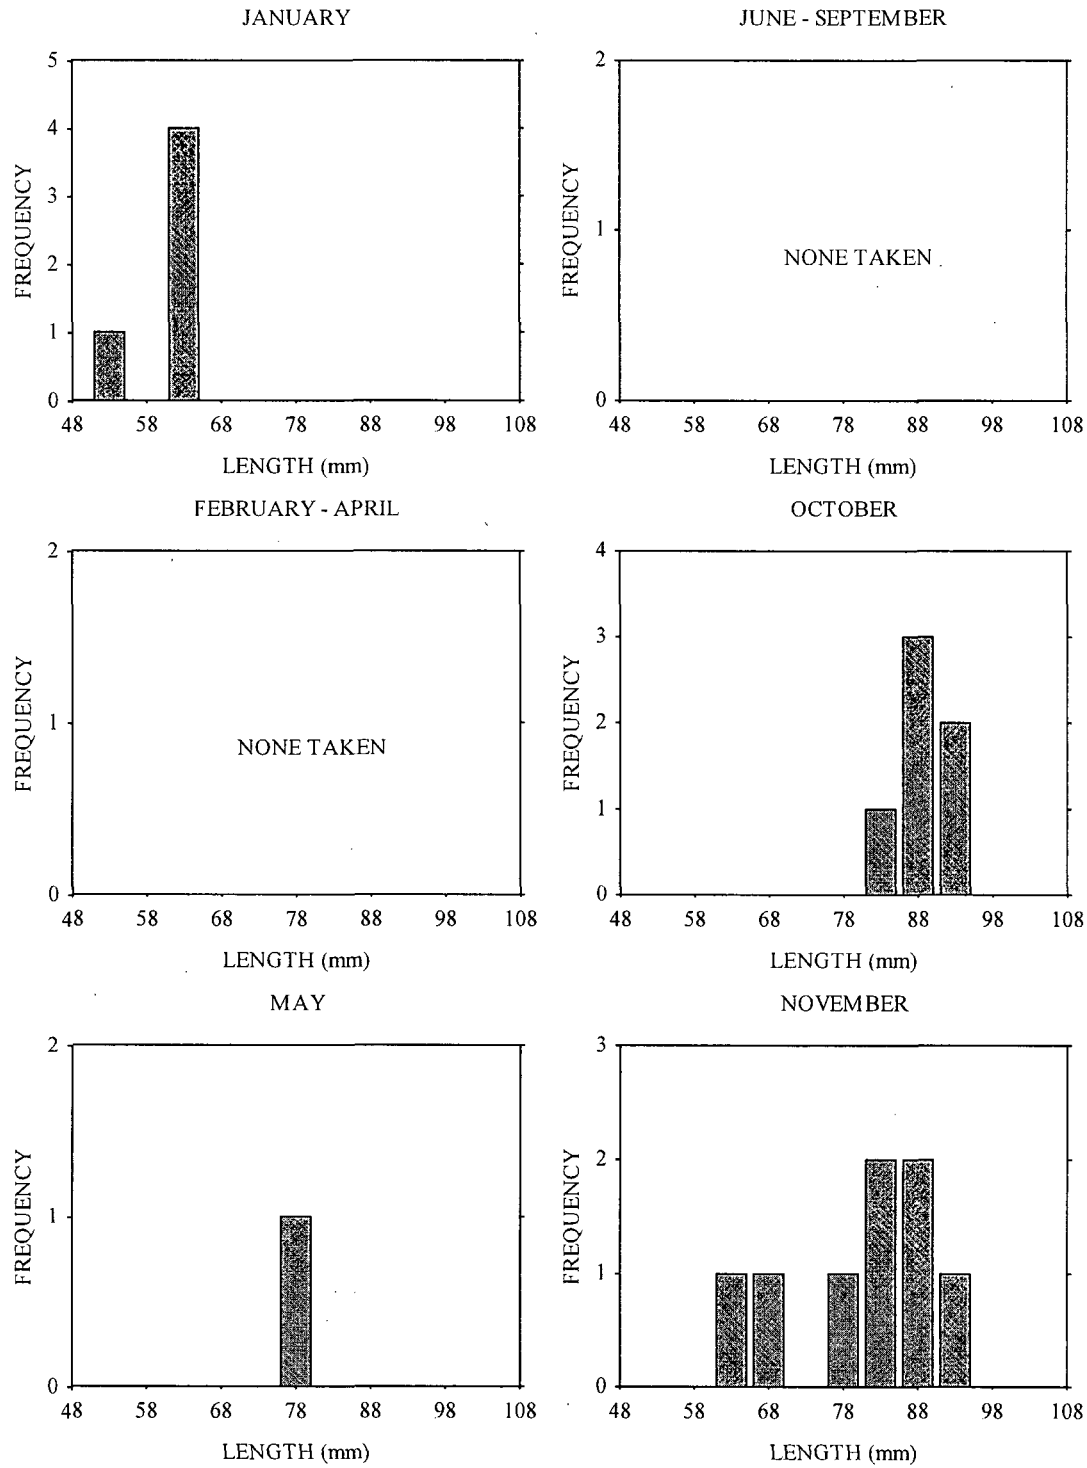 JANUARY
5
4
3
2
1
0
FREQUENCY
48 58 68 78 88 98 108
LENGTH (mm)
FEBRUARY - APRIL
2
1
0
FREQUENCY
NONE TAKEN
48 58 68 78 88 98 108
LENGTH (mm)
MAY
2
1
0
FREQUENCY
48 58 68 78 88 98 108
LENGTH (mm)
JUNE - SEPTEMBER
2
1
0
FREQUENCY
NONE TAKEN
48 58 68 78 88 98 108
LENGTH (mm)
OCTOBER
4
3
2
1
0
FREQUENCY
48 58 68 78 88 98 108
LENGTH (mm)
NOVEMBER
3
2
1
0
FREQUENCY
48 58 68 78 88 98 108
LENGTH (mm)